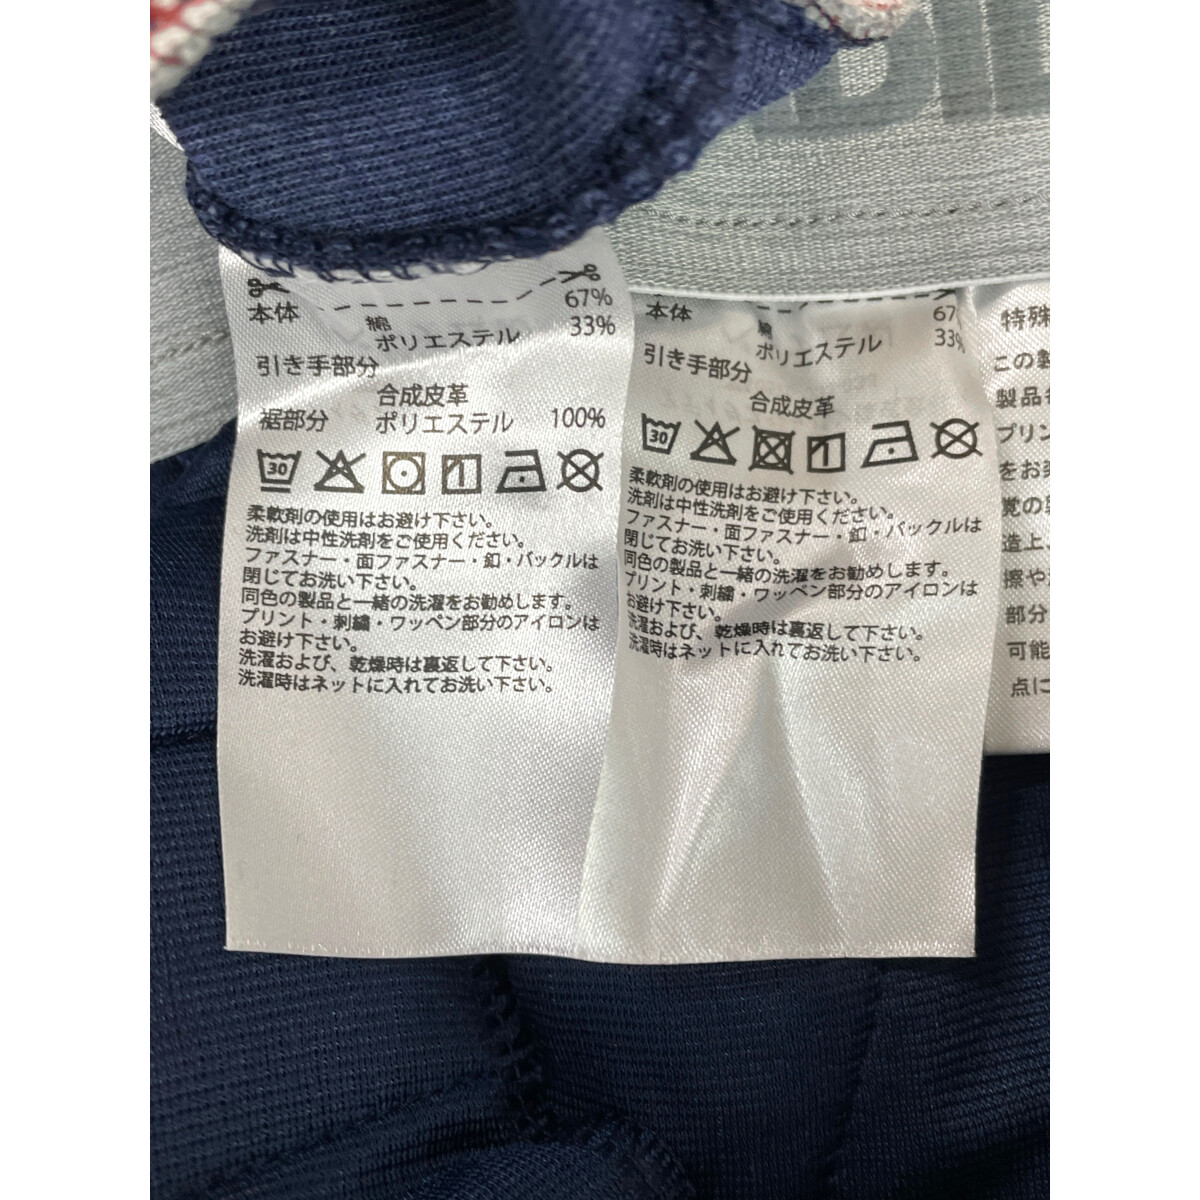 本体
綿 67%
ポリエステル 33%
引き手部分
合成皮革
裾部分 ポリエステル 100%
30
柔軟剤の使用はお避け下さい。
洗剤は中性洗剤をご使用ください。
ファスナー・面ファスナー・釦・バックルは
閉じてお洗い下さい。
同色の製品と一緒の洗濯をお勧めします。
プリント・刺繍・ワッペン部分のアイロンは
お避け下さい。
洗濯および、乾燥時は裏返して下さい。
洗濯時はネットに入れてお洗い下さい。
本体
綿 67
ポリエステル 33%
引き手部分
合成皮革
30
柔軟剤の使用はお避け下さい。
洗剤は中性洗剤をご使用ください。
ファスナー・面ファスナー・釦・バックルは
閉じてお洗い下さい。
同色の製品と一緒の洗濯をお勧めします。
プリント・刺繍・ワッペン部分のアイロンは
お避け下さい。
洗濯および、乾燥時は裏返して下さい。
洗濯時はネットに入れてお洗い下さい。
特殊
この製
製品
プリン
をお
覚の
造上、
擦や
部分
可能
点に